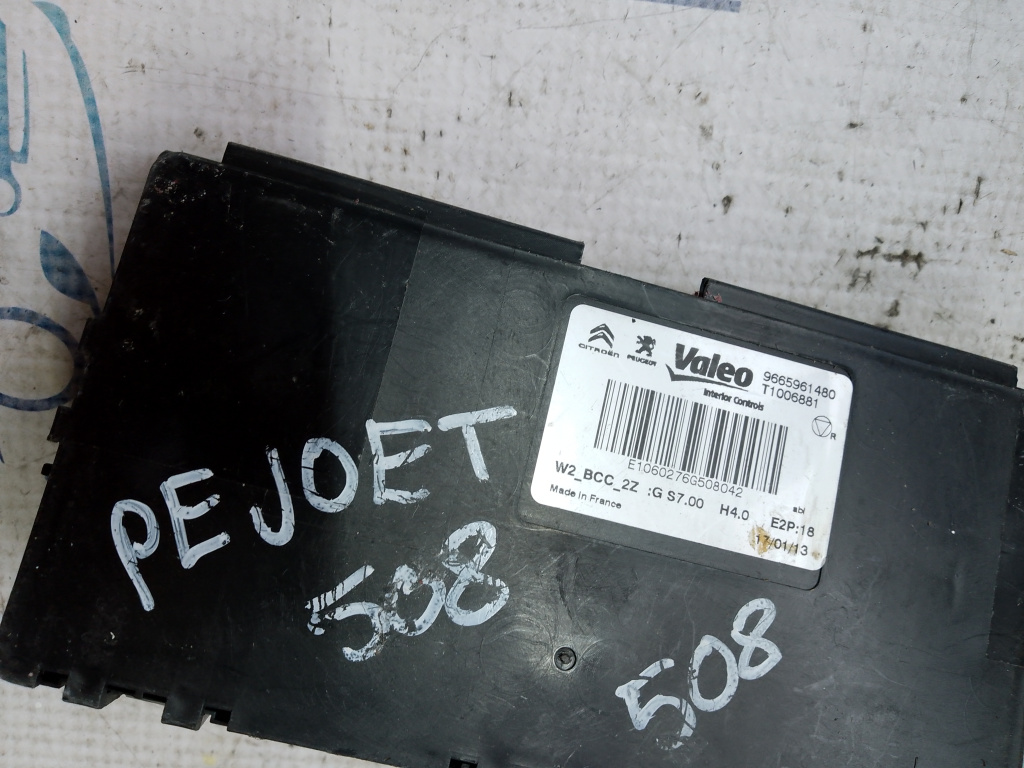 CITROËN PEUGEOT Valeo 9665961480
T1006881
Interior Controls
R
E1060276G508042
abl
W2_BCC_2Z :G S7.00 H4.0 E2P:18
Made in France 17/01/13
PEJOET
508
508